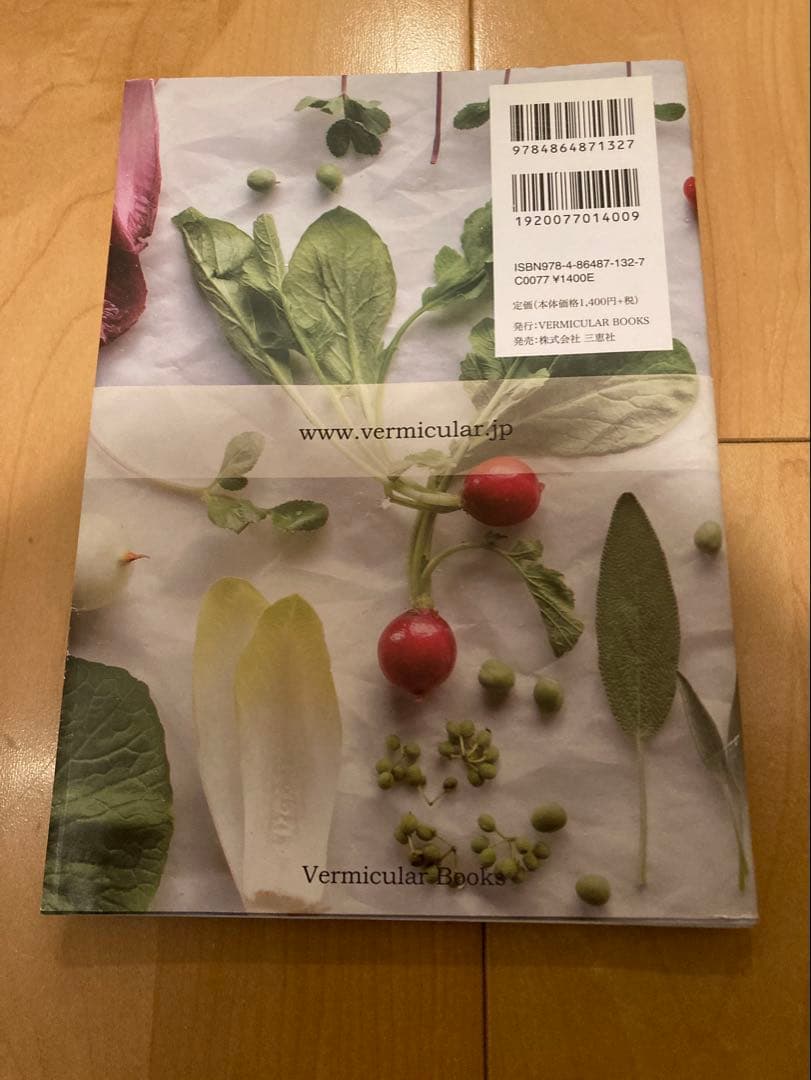 9784864871327
1920077014009
ISBN978-4-86487-132-7
C0077 ¥1400E
定価(本体価格1,400円+税)
発行:VERMICULAR BOOKS
発売:株式会社 三恵社
www.vermicular.jp
Vermicular Books